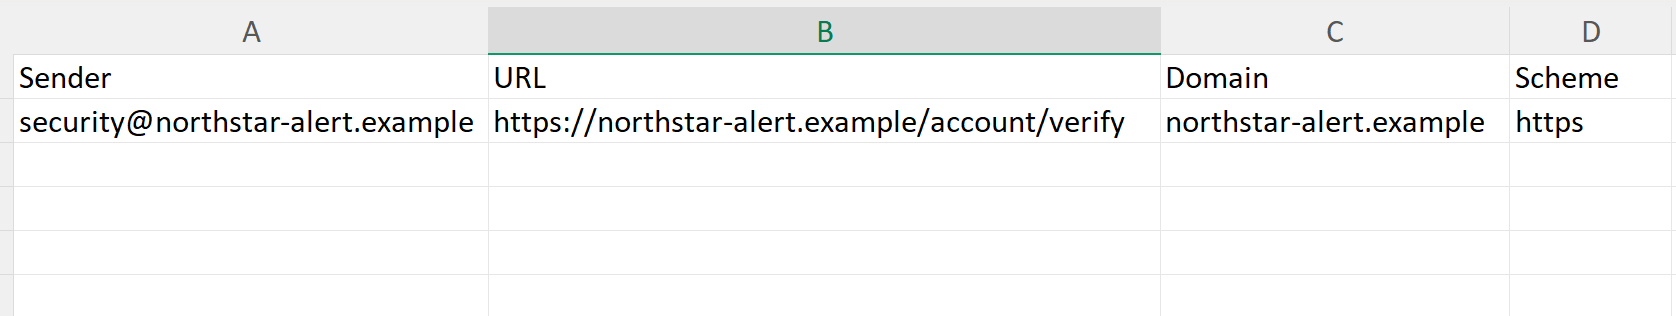 A B C D
Sender URL Domain Scheme
security@northstar-alert.example https://northstar-alert.example/account/verify northstar-alert.example https